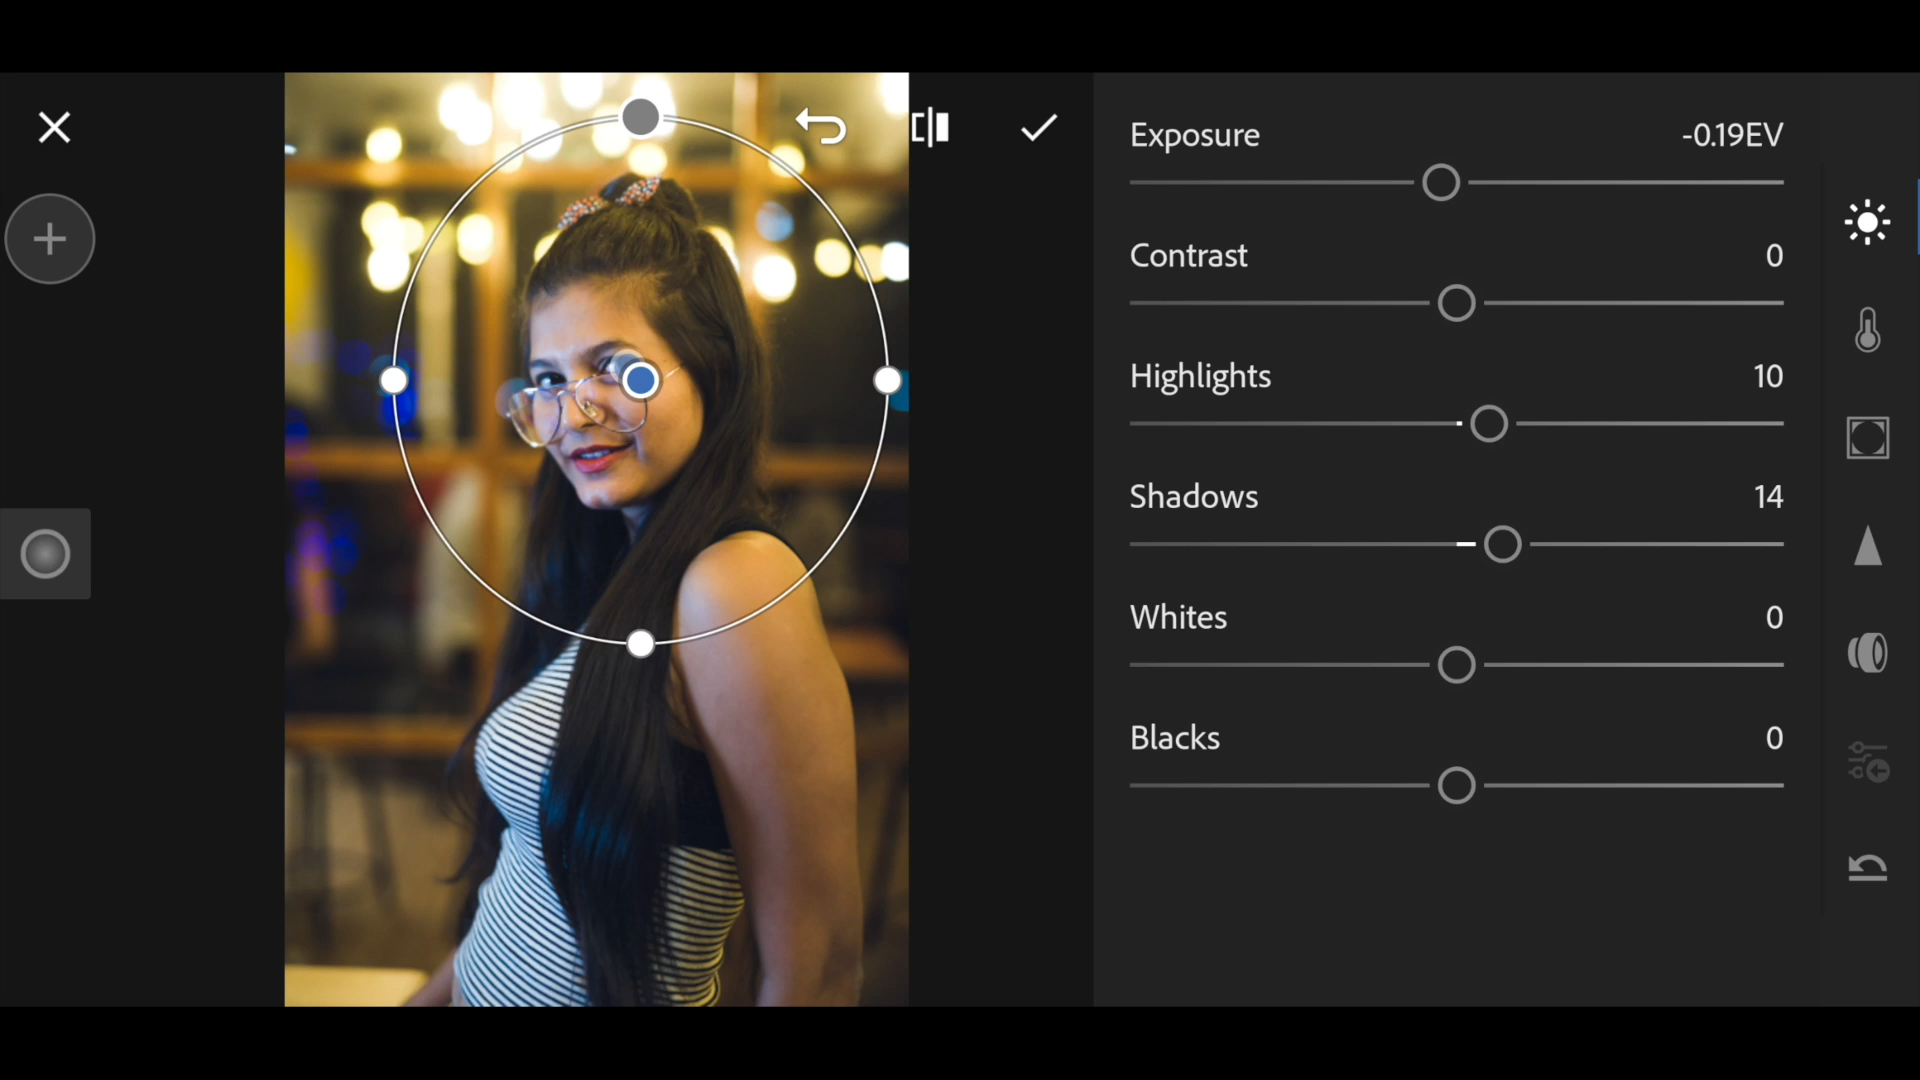 Exposure -0.19EV
Contrast 0
Highlights 10
Shadows 14
Whites 0
Blacks 0